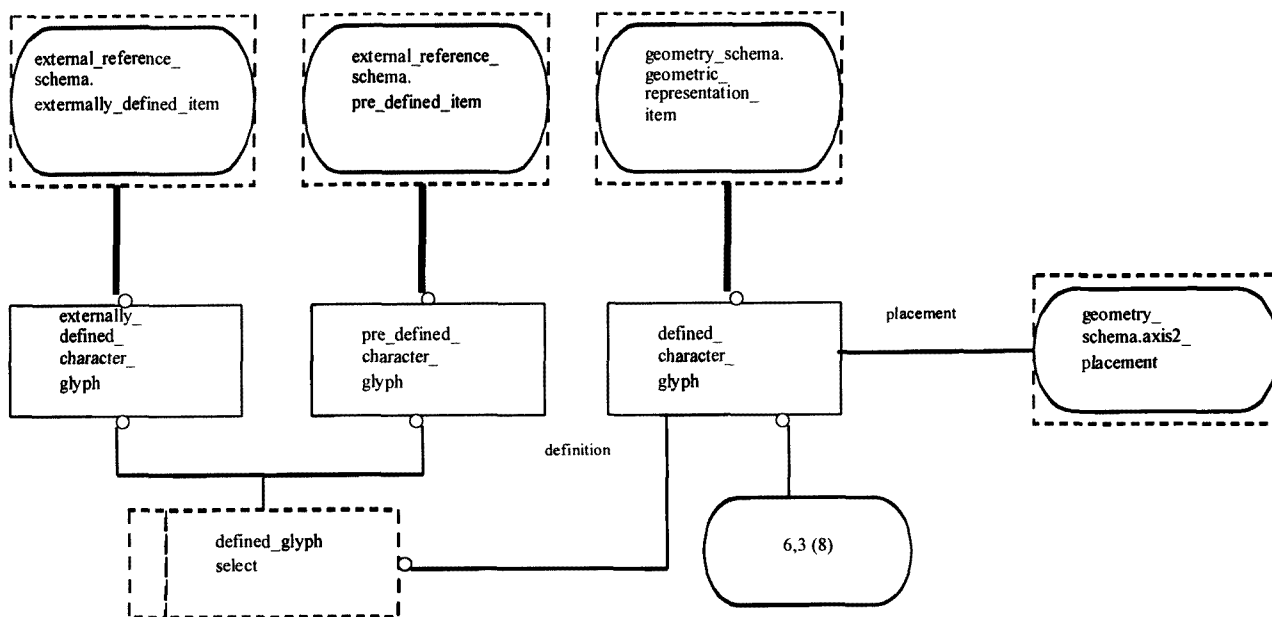 external_reference_
schema.
extermally_defined_item
external_reference_
schema.
pre_defined_item
geometry_schema.
geometric_
representation_
item
externally_
defined_
character_
glyph
pre_defined_
character_
glyph
defined_
character_
glyph
placement
geometry_
schema.axis2_
placement
definition
defined_glyph
select
6,3 (8)